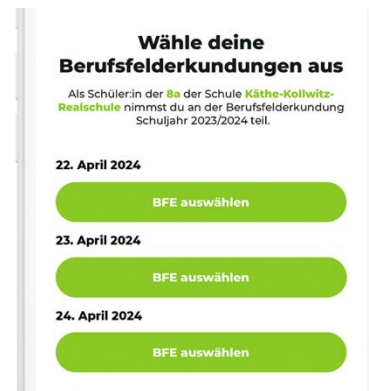 Wähle deine
Berufsfelderkundungen aus
Als Schüler:in der 8a der Schule Käthe-Kollwitz-
Realschule nimmst du an der Berufsfelderkundung
Schuljahr 2023/2024 teil.
22. April 2024
BFE auswählen
23. April 2024
BFE auswählen
24. April 2024
BFE auswählen